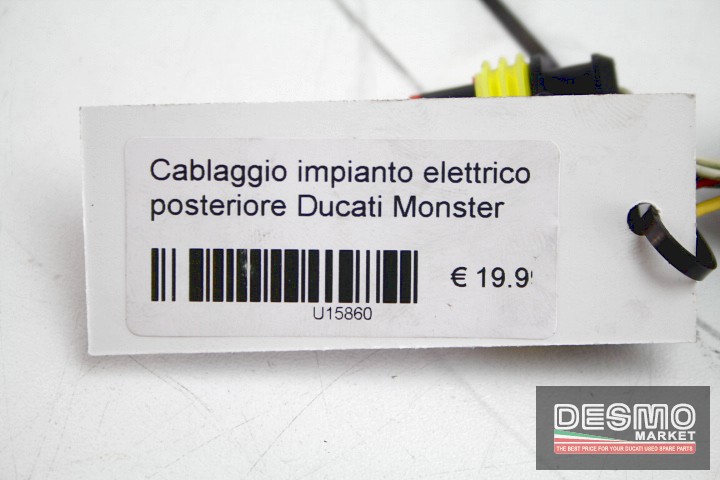 Cablaggio impianto elettrico
posteriore Ducati Monster
€ 19.9
U15860
DESMO
MARKET
THE BEST PRICE FOR YOUR DUCATI USED SPARE PARTS